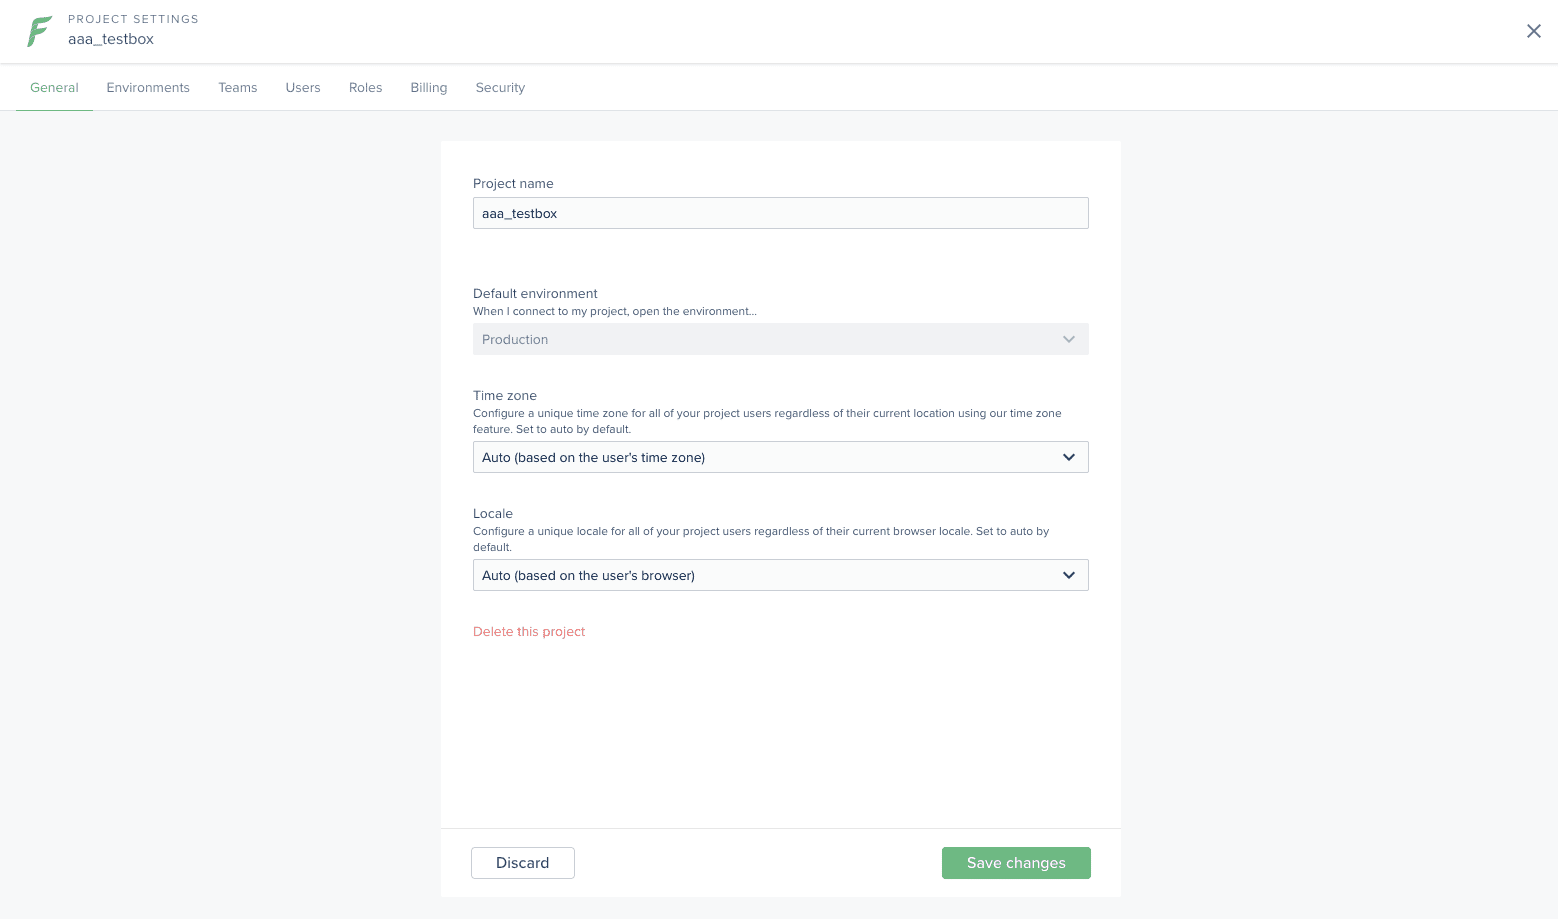 PROJECT SETTINGS
aaa_testbox
General Environments Teams Users Roles Billing Security
Project name
aaa_testbox
Default environment
When I connect to my project, open the environment...
Production
Time zone
Configure a unique time zone for all of your project users regardless of their current location using our time zone
feature. Set to auto by default.
Auto (based on the user's time zone)
Locale
Configure a unique locale for all of your project users regardless of their current browser locale. Set to auto by
default.
Auto (based on the user's browser)
Delete this project
Discard Save changes